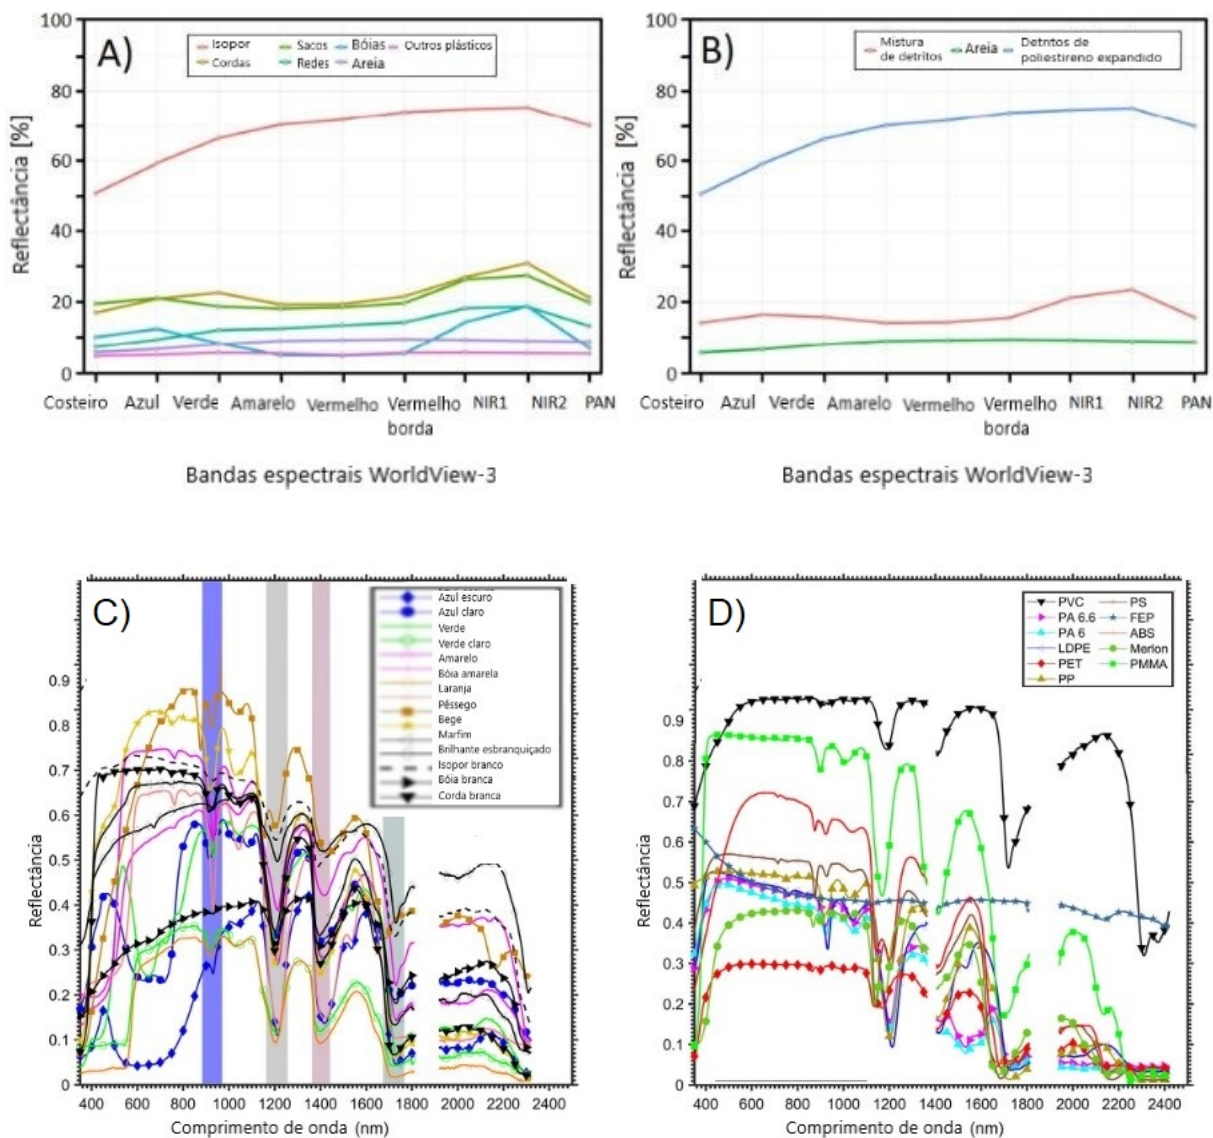 100
80
60
40
20
0
Reflectância [%]
A)
Isopor
Cordas
Sacos
Redes
Bóias
Areia
Outros plásticos
Costeiro Azul Verde Amarelo Vermelho Vermelho NIR1 NIR2 PAN
borda
Bandas espectrais WorldView-3
100
80
60
40
20
0
Reflectância [%]
B)
Mistura
de detritos
Areia
Detritos de
poliestireno expandido
Costeiro Azul Verde Amarelo Vermelho Vermelho NIR1 NIR2 PAN
borda
Bandas espectrais WorldView-3
C)
Azul escuro
Azul claro
Verde
Verde claro
Amarelo
Bóia amarela
Laranja
Pêssego
Bege
Marfim
Brilhante esbranquiçado
Isopor branco
Bóia branca
Corda branca
0.9
0.8
0.7
0.6
0.5
0.4
0.3
0.2
0.1
0
Reflectância
400 600 800 1000 1200 1400 1600 1800 2000 2200 2400
Comprimento de onda (nm)
D)
PVC
PA 6.6
PA 6
LDPE
PET
PP
PS
FEP
ABS
Merlon
PMMA
0.9
0.8
0.7
0.6
0.5
0.4
0.3
0.2
0.1
0
Reflectância
400 600 800 1000 1200 1400 1600 1800 2000 2200 2400
Comprimento de onda (nm)